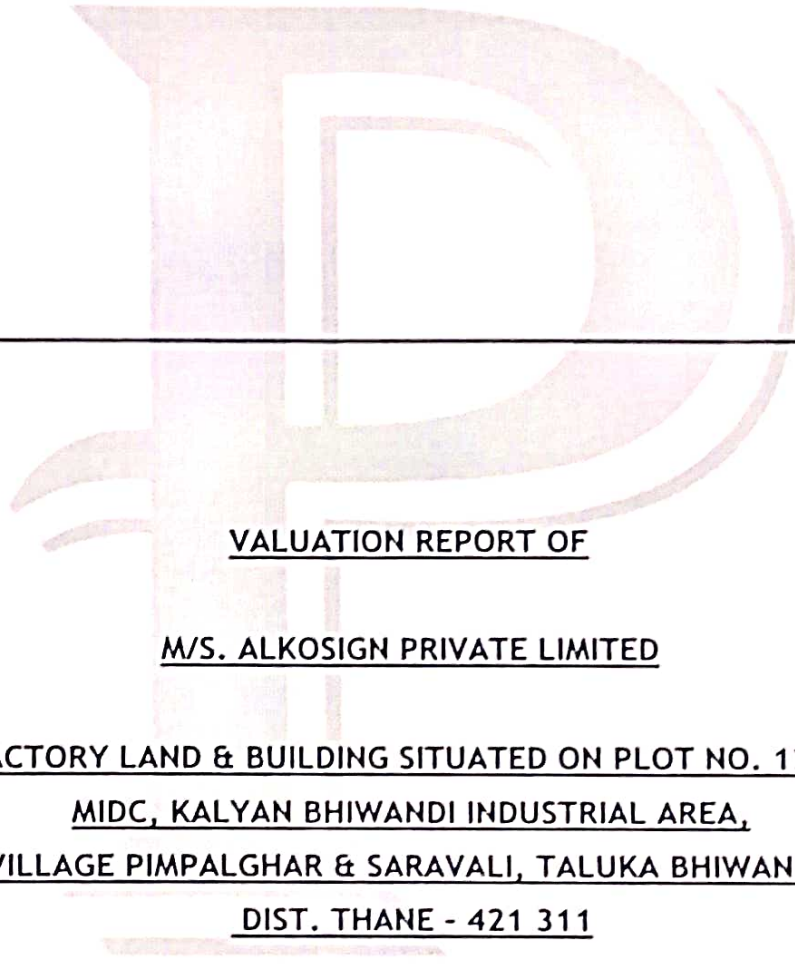 VALUATION REPORT OF
M/S. ALKOSIGN PRIVATE LIMITED
ACTORY LAND & BUILDING SITUATED ON PLOT NO. 1
MIDC, KALYAN BHIWANDI INDUSTRIAL AREA,
VILLAGE PIMPALGHAR & SARAVALI, TALUKA BHIWAN
DIST. THANE - 421 311